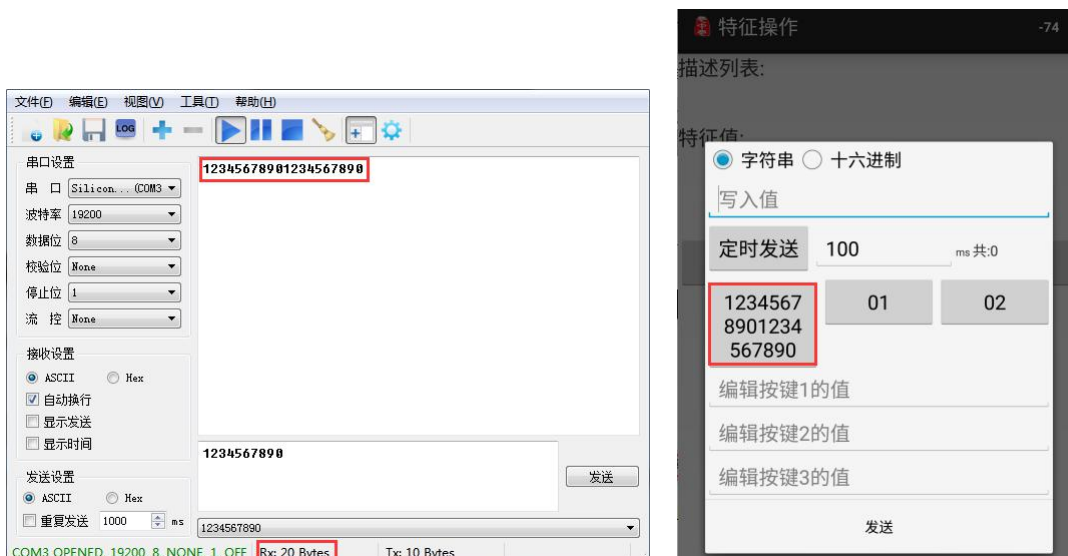 文件(F) 编辑(E) 视图(V) 工具(T) 帮助(H)
LOG
串口设置
串 口 Silicon... (COM3
波特率 19200
数据位 8
校验位 None
停止位 1
流 控 None
接收设置
ASCII Hex
自动换行
显示发送
显示时间
发送设置
ASCII Hex
重复发送 1000 ms
12345678901234567890
1234567890
发送
1234567890
COM3 OPENED, 19200, 8, NONE, 1, OFF Rx: 20 Bytes Tx: 10 Bytes
特征操作 -74
描述列表:
特征值:
字符串 十六进制
写入值
定时发送 100 ms 共:0
1234567
8901234
567890
01 02
编辑按键1的值
编辑按键2的值
编辑按键3的值
发送